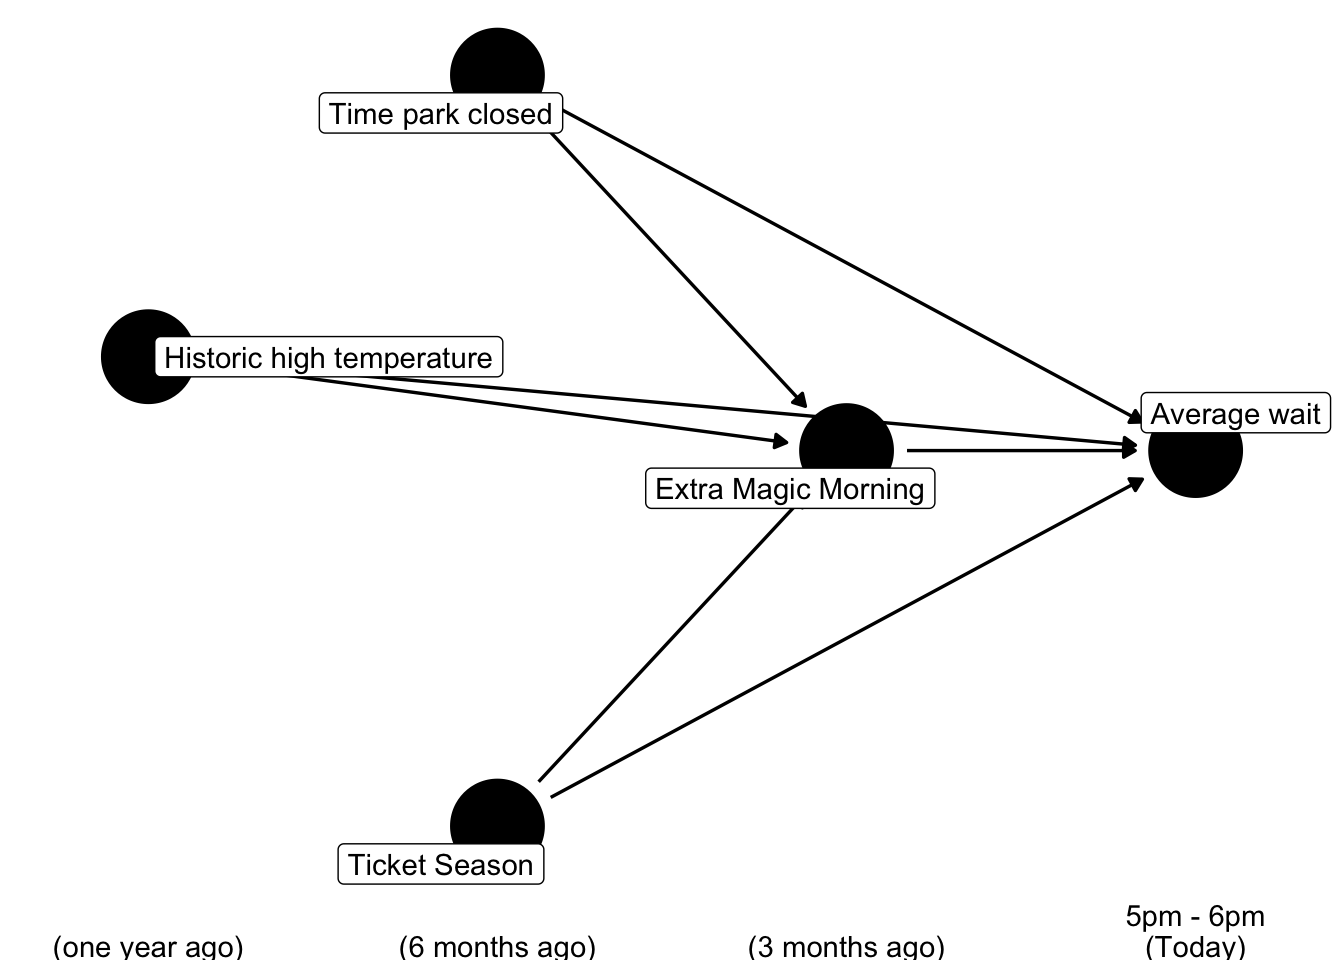 Time park closed
Historic high temperature
Average wait
Extra Magic Morning
Ticket Season
5pm - 6pm
(one year ago) (6 months ago) (3 months ago) (Today)